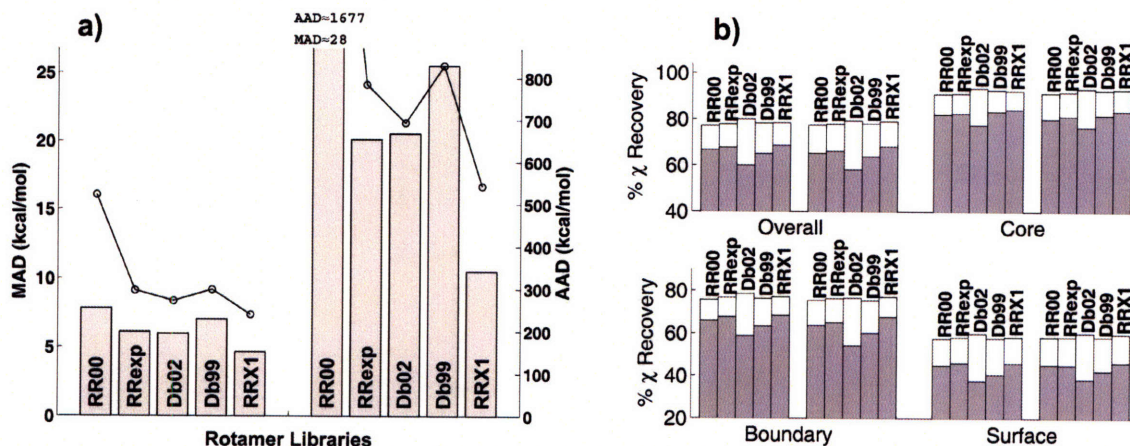 a)
AAD≈1677
MAD≈28
MAD (kcal/mol)
25
20
15
10
5
0
RR00
RRexp
Db02
Db99
RRX1
RR00
RRexp
Db02
Db99
RRX1
Rotamer Libraries
800
700
600
500
400
300
200
100
0
AAD (kcal/mol)
b)
% χ Recovery
100
80
60
40
RR00
RRexp
Db02
Db99
RRX1
RR00
RRexp
Db02
Db99
RRX1
Overall
RR00
RRexp
Db02
Db99
RRX1
RR00
RRexp
Db02
Db99
RRX1
Core
% χ Recovery
80
60
40
20
RR00
RRexp
Db02
Db99
RRX1
RR00
RRexp
Db02
Db99
RRX1
Boundary
RR00
RRexp
Db02
Db99
RRX1
RR00
RRexp
Db02
Db99
RRX1
Surface